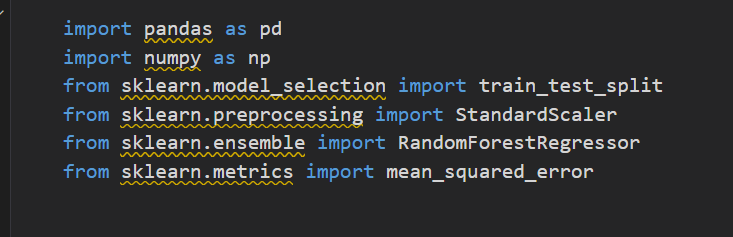 import pandas as pd
import numpy as np
from sklearn.model_selection import train_test_split
from sklearn.preprocessing import StandardScaler
from sklearn.ensemble import RandomForestRegressor
from sklearn.metrics import mean_squared_error